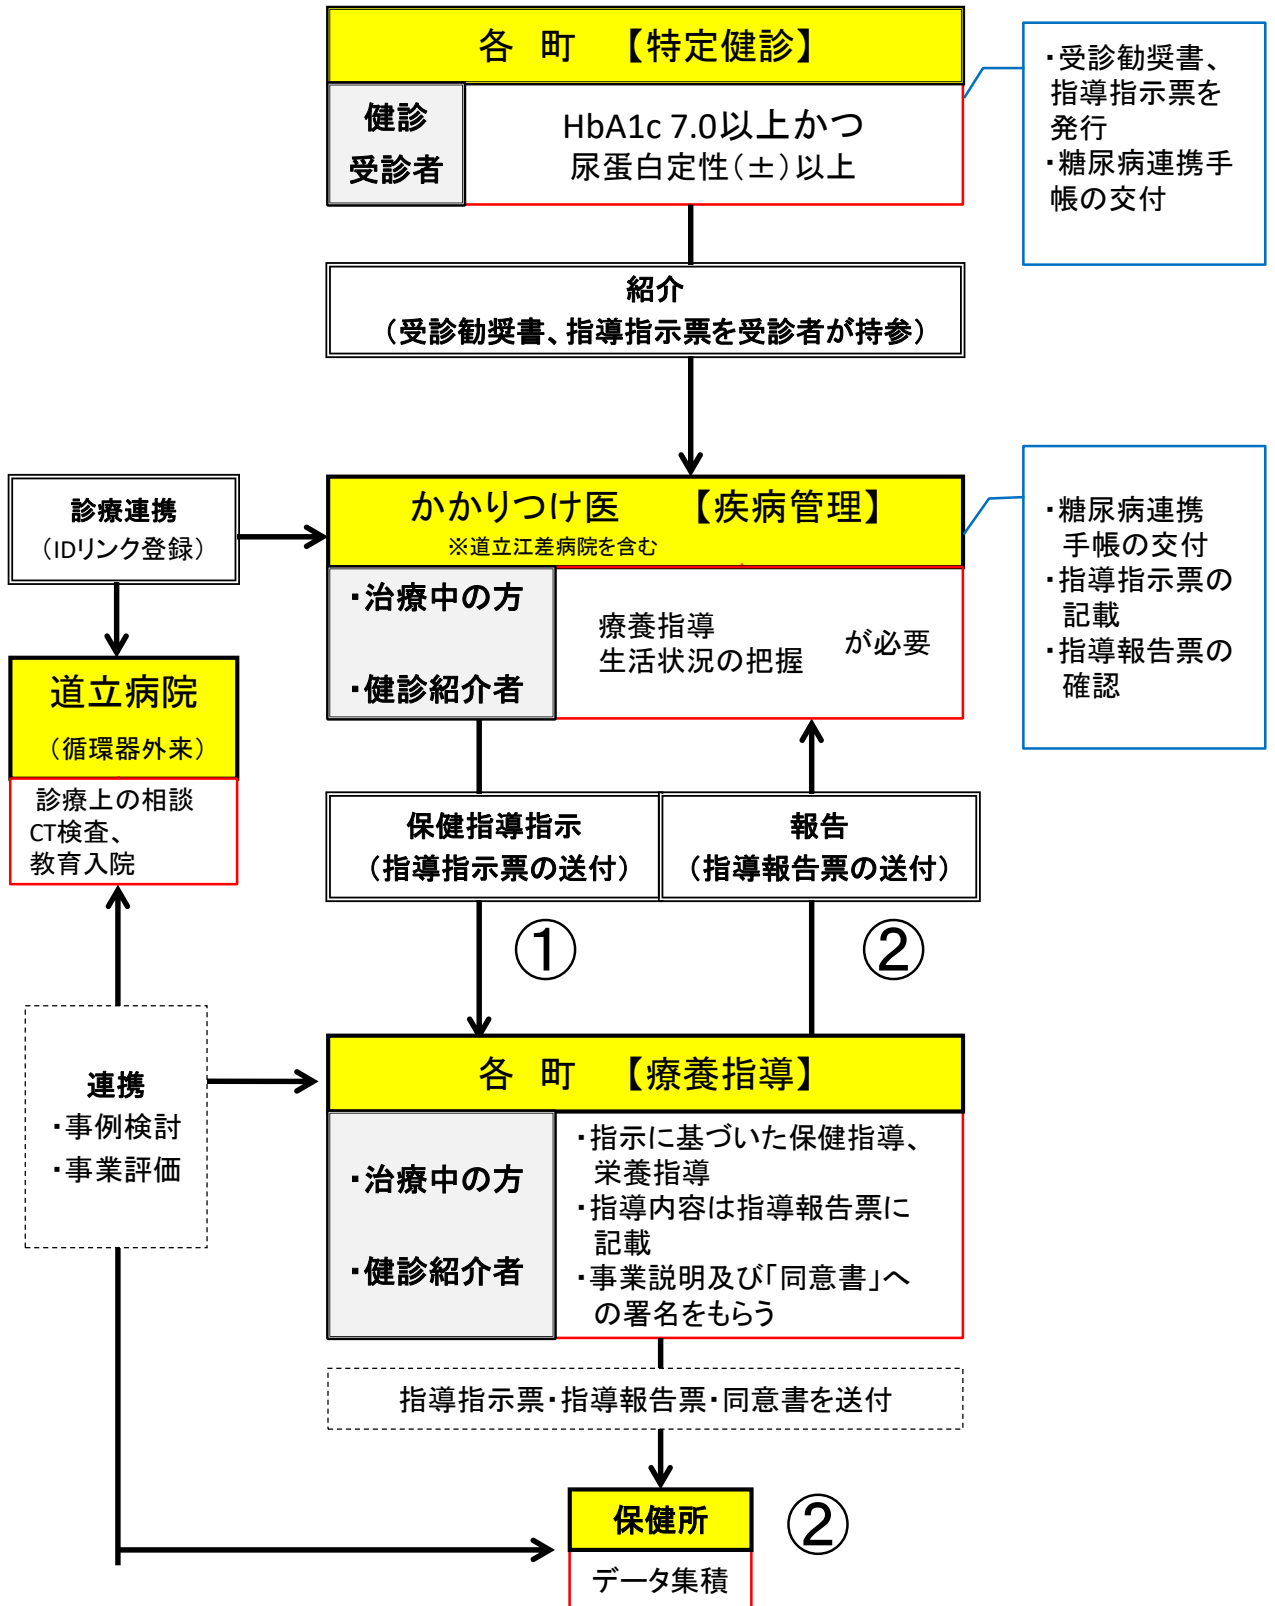 各　町　【特定健診】
健診
受診者
HbA1c 7.0以上かつ
尿蛋白定性（±）以上
・受診勧奨書、
指導指示票を
発行
・糖尿病連携手
帳の交付
紹介
（受診勧奨書、指導指示票を受診者が持参）
診療連携
（IDリンク登録）
かかりつけ医　【疾病管理】
※道立江差病院を含む
・治療中の方
・健診紹介者
療養指導
生活状況の把握
が必要
・糖尿病連携
手帳の交付
・指導指示票の
記載
・指導報告票の
確認
道立病院
（循環器外来）
診療上の相談
CT検査、
教育入院
保健指導指示
（指導指示票の送付）
報告
（指導報告票の送付）
①
②
連携
・事例検討
・事業評価
各　町　【療養指導】
・治療中の方
・健診紹介者
・指示に基づいた保健指導、
栄養指導
・指導内容は指導報告票に
記載
・事業説明及び「同意書」へ
の署名をもらう
指導指示票・指導報告票・同意書を送付
保健所
②
データ集積